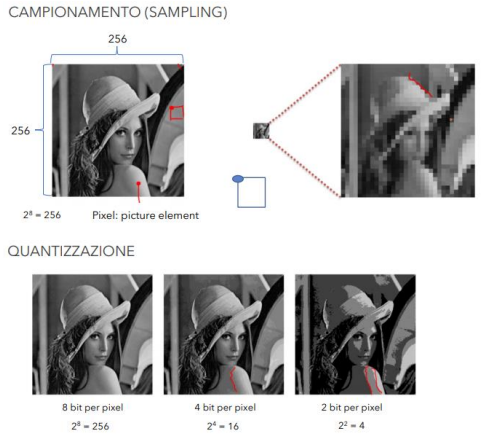 CAMPIONAMENTO (SAMPLING)
256
256
2⁸ = 256
Pixel: picture element
QUANTIZZAZIONE
8 bit per pixel
4 bit per pixel
2 bit per pixel
2⁸ = 256
2⁴ = 16
2² = 4